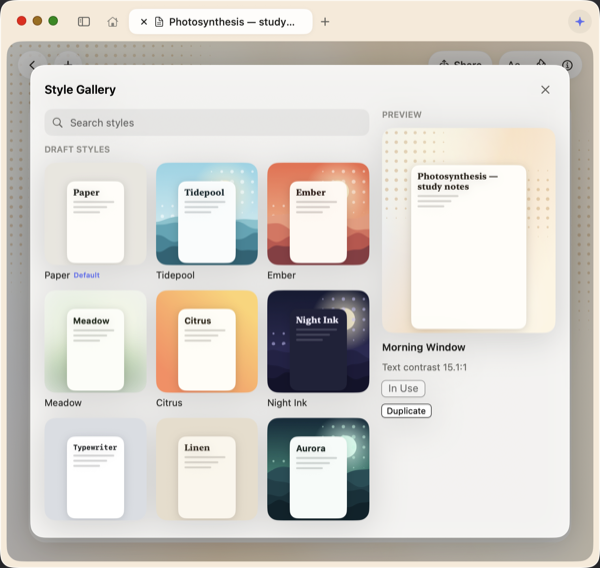 Photosynthesis — study...
Share
Style Gallery
Search styles
DRAFT STYLES
Paper
Tidepool
Ember
Paper Default
Tidepool
Ember
Meadow
Citrus
Night Ink
Meadow
Citrus
Night Ink
Typewriter
Linen
Aurora
PREVIEW
Photosynthesis —
study notes
Morning Window
Text contrast 15.1:1
In Use
Duplicate